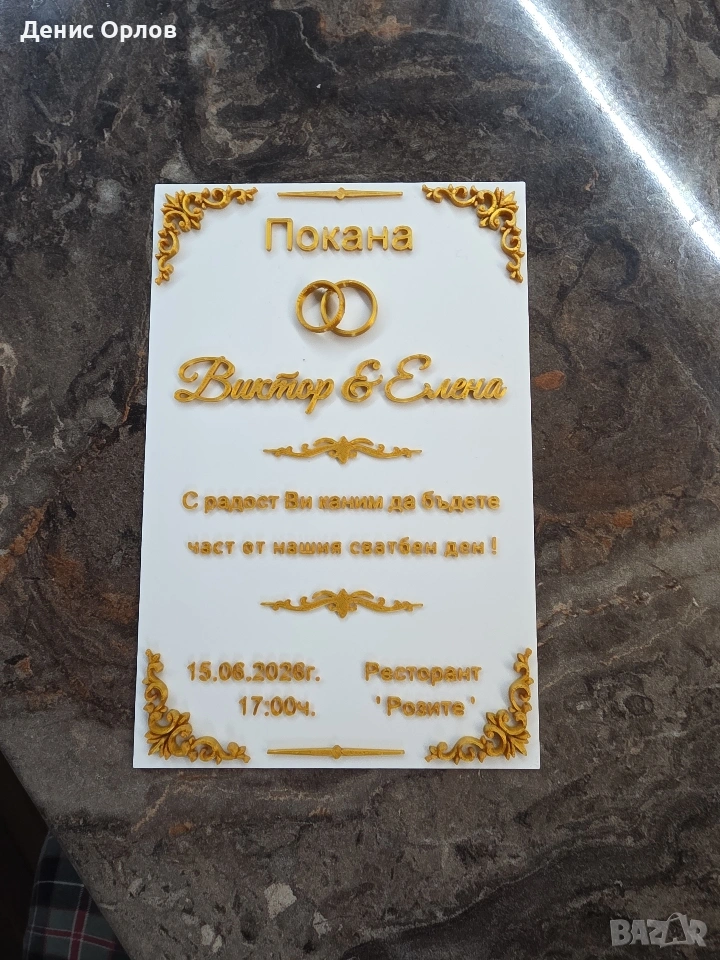 Денис Орлов
Покана
Виктор & Елена
С радост Ви каним да бъдете
част от нашия сватбен ден !
15.06.2026г.
17:00ч.
Ресторант
' Розите '
BAZAR